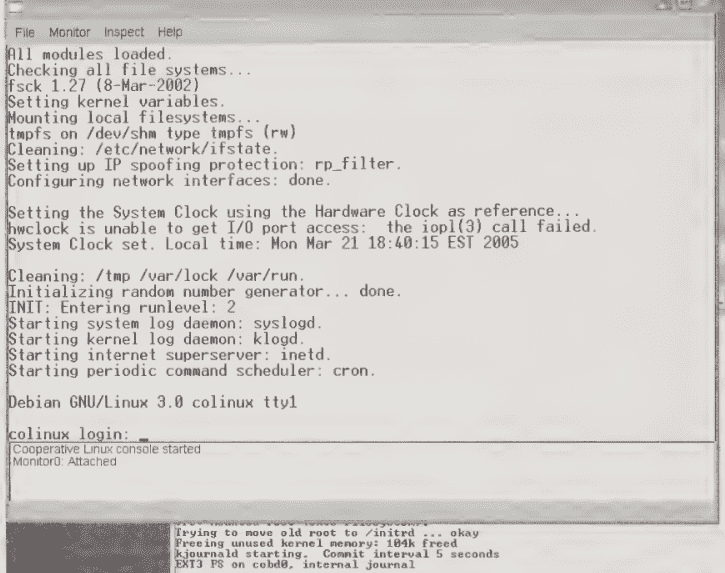 File Monitor Inspect Help
All modules loaded.
Checking all file systems...
fsck 1.27 (8-Mar-2002)
Setting kernel variables.
Mounting local filesystems...
tmpfs on /dev/shm type tmpfs (rw)
Cleaning: /etc/network/ifstate.
Setting up IP spoofing protection: rp_filter.
Configuring network interfaces: done.
Setting the System Clock using the Hardware Clock as reference...
hwclock is unable to get I/O port access:  the iopl(3) call failed.
System Clock set. Local time: Mon Mar 21 18:40:15 EST 2005
Cleaning: /tmp /var/lock /var/run.
Initializing random number generator... done.
INIT: Entering runlevel: 2
Starting system log daemon: syslogd.
Starting kernel log daemon: klogd.
Starting internet superserver: inetd.
Starting periodic command scheduler: cron.
Debian GNU/Linux 3.0 colinux tty1
colinux login: _
Cooperative Linux console started
Monitor0: Attached
Trying to move old root to /initrd ... okay
Freeing unused kernel memory: 104k freed
kjournald starting.  Commit interval 5 seconds
EXT3 FS on cobd0, internal journal